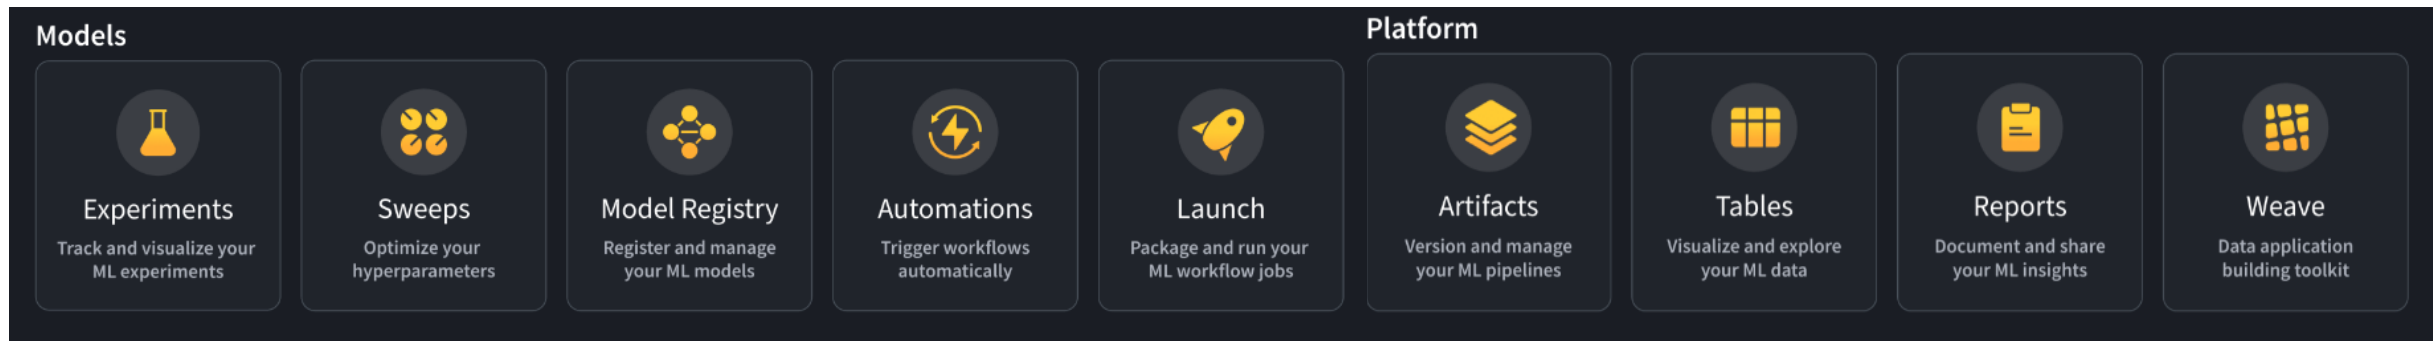 Models
Experiments
Track and visualize your
ML experiments
Sweeps
Optimize your
hyperparameters
Model Registry
Register and manage
your ML models
Automations
Trigger workflows
automatically
Launch
Package and run your
ML workflow jobs
Platform
Artifacts
Version and manage
your ML pipelines
Tables
Visualize and explore
your ML data
Reports
Document and share
your ML insights
Weave
Data application
building toolkit